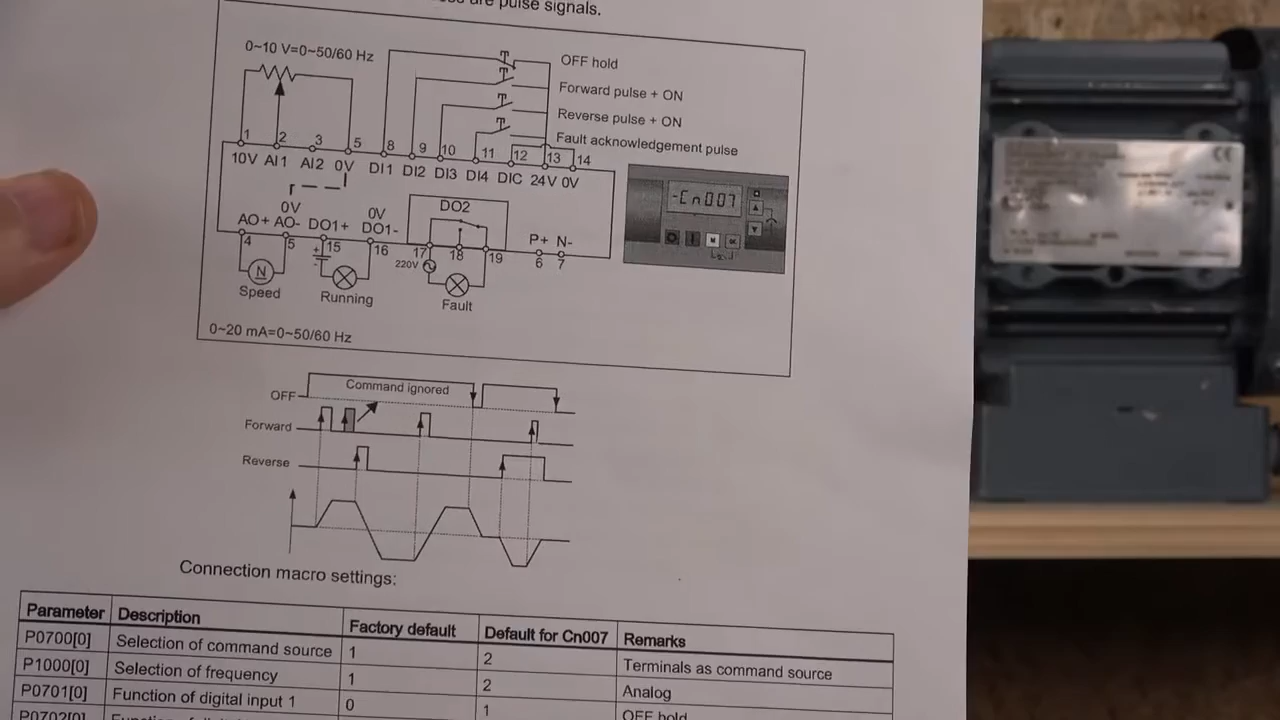 are pulse signals.
0~10 V=0~50/60 Hz
OFF hold
Forward pulse + ON
Reverse pulse + ON
Fault acknowledgement pulse
1 2 3 5 8 9 10 11 12 13 14
10V AI1 AI2 0V DI1 DI2 DI3 DI4 DIC 24V 0V
-Cn007
0V 0V DO2
AO+ AO- DO1+ DO1- P+ N-
4 5 15 16 17 18 19 6 7
+
-
220V
N
Speed Running Fault
0~20 mA=0~50/60 Hz
OFF
Command ignored
Forward
Reverse
Connection macro settings:
Parameter Description Factory default Default for Cn007 Remarks
P0700[0] Selection of command source 1 2 Terminals as command source
P1000[0] Selection of frequency 1 2 Analog
P0701[0] Function of digital input 1 0 1 OFF hold
P0702[0]